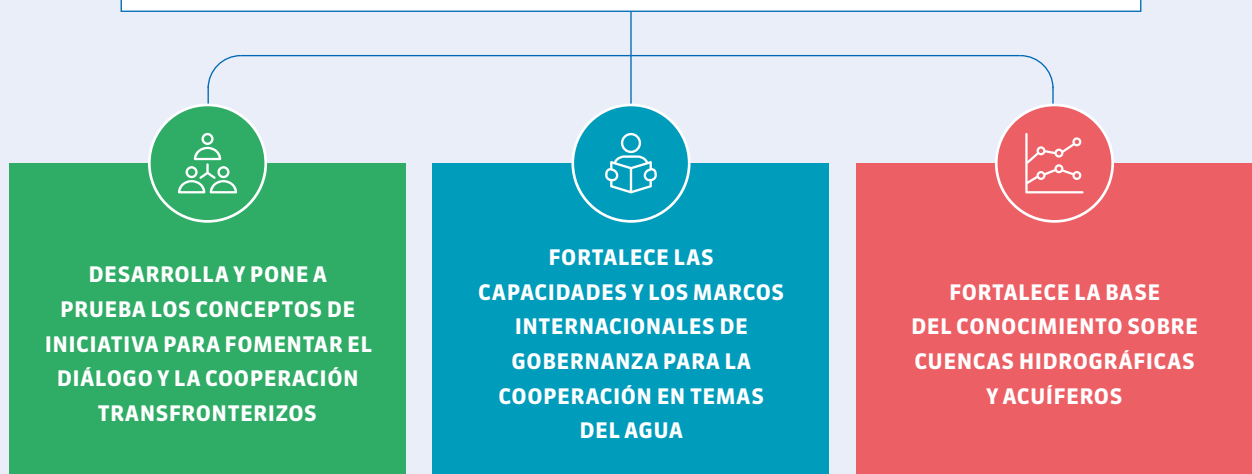 DESARROLLA Y PONE A
PRUEBA LOS CONCEPTOS DE
INICIATIVA PARA FOMENTAR EL
DIÁLOGO Y LA COOPERACIÓN
TRANSFRONTERIZOS
FORTALECE LAS
CAPACIDADES Y LOS MARCOS
INTERNACIONALES DE
GOBERNANZA PARA LA
COOPERACIÓN EN TEMAS
DEL AGUA
FORTALECE LA BASE
DEL CONOCIMIENTO SOBRE
CUENCAS HIDROGRÁFICAS
Y ACUÍFEROS